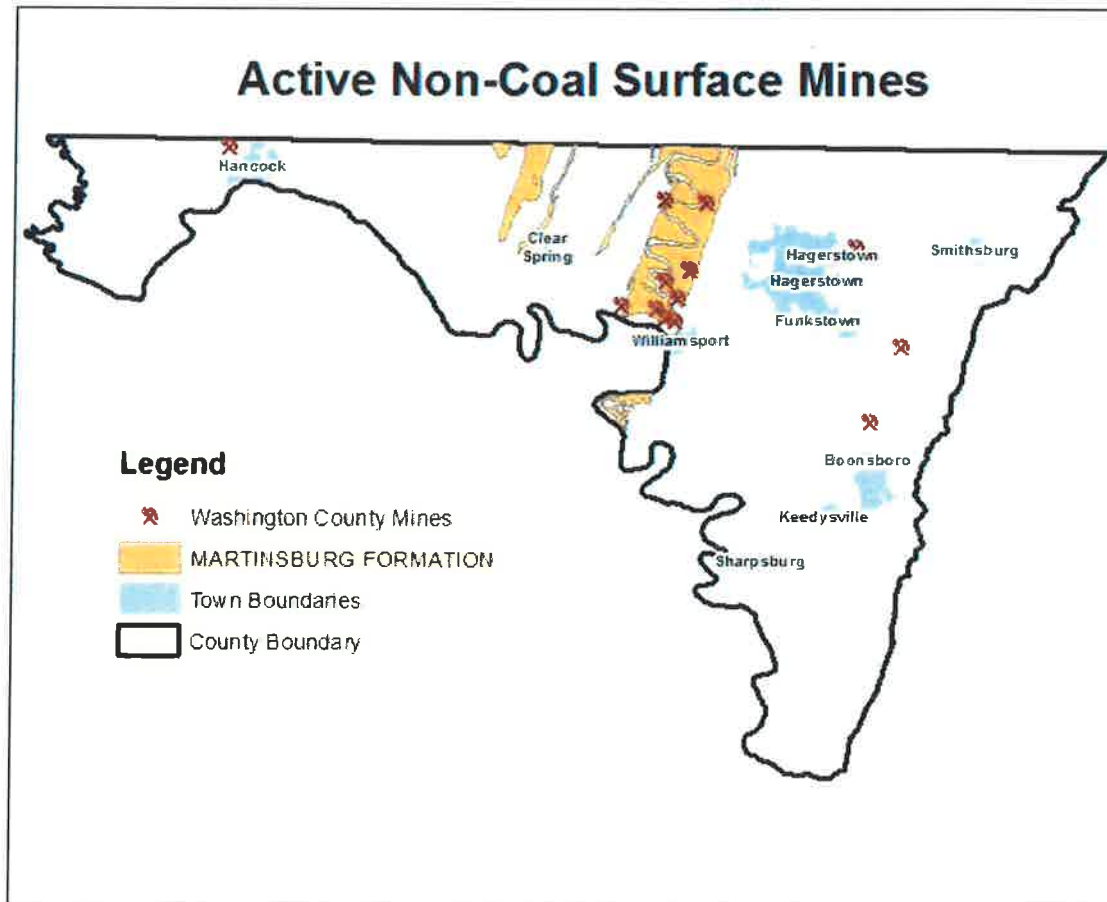 Active Non-Coal Surface Mines
Hancock
Clear
Spring
Hagerstown
Smithsburg
Hagerstown
Funkstown
Williamsport
Boonsboro
Keedysville
Sharpsburg
Legend
Washington County Mines
MARTINSBURG FORMATION
Town Boundaries
County Boundary